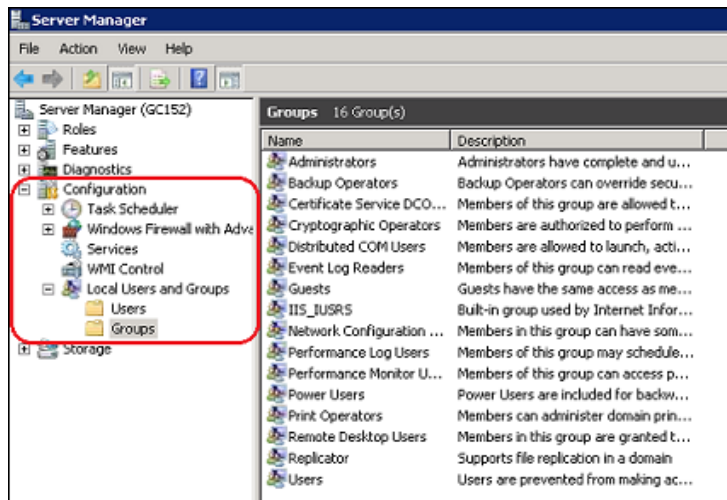 Server Manager
File Action View Help
Server Manager (GC152)
Roles
Features
Diagnostics
Configuration
Task Scheduler
Windows Firewall with Adva
Services
WMI Control
Local Users and Groups
Users
Groups
Storage
Groups 16 Group(s)
Name Description
Administrators Administrators have complete and u...
Backup Operators Backup Operators can override secu...
Certificate Service DCO... Members of this group are allowed t...
Cryptographic Operators Members are authorized to perform ...
Distributed COM Users Members are allowed to launch, acti...
Event Log Readers Members of this group can read eve...
Guests Guests have the same access as me...
IIS_IUSRS Built-in group used by Internet Infor...
Network Configuration ... Members in this group can have som...
Performance Log Users Members of this group may schedule...
Performance Monitor U... Members of this group can access p...
Power Users Power Users are included for backw...
Print Operators Members can administer domain prin...
Remote Desktop Users Members in this group are granted t...
Replicator Supports file replication in a domain
Users Users are prevented from making ac...